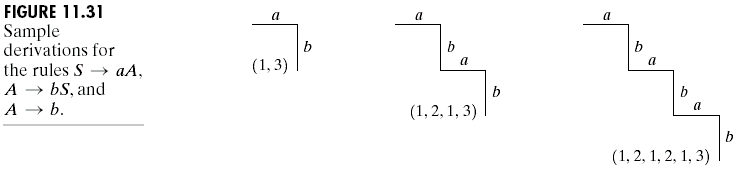 FIGURE 11.31
Sample
derivations for
the rules S → aA,
A → bS, and
A → b.
a
b
(1, 3)
a
b
a
b
(1, 2, 1, 3)
a
b
a
b
a
b
(1, 2, 1, 2, 1, 3)